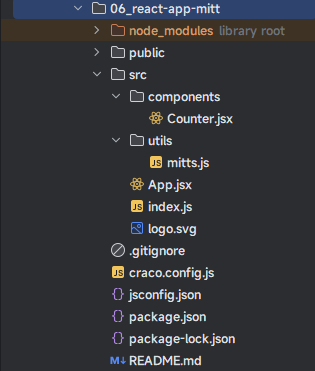 06_react-app-mitt
node_modules library root
public
src
components
Counter.jsx
utils
mitts.js
App.jsx
index.js
logo.svg
.gitignore
craco.config.js
jsconfig.json
package.json
package-lock.json
README.md